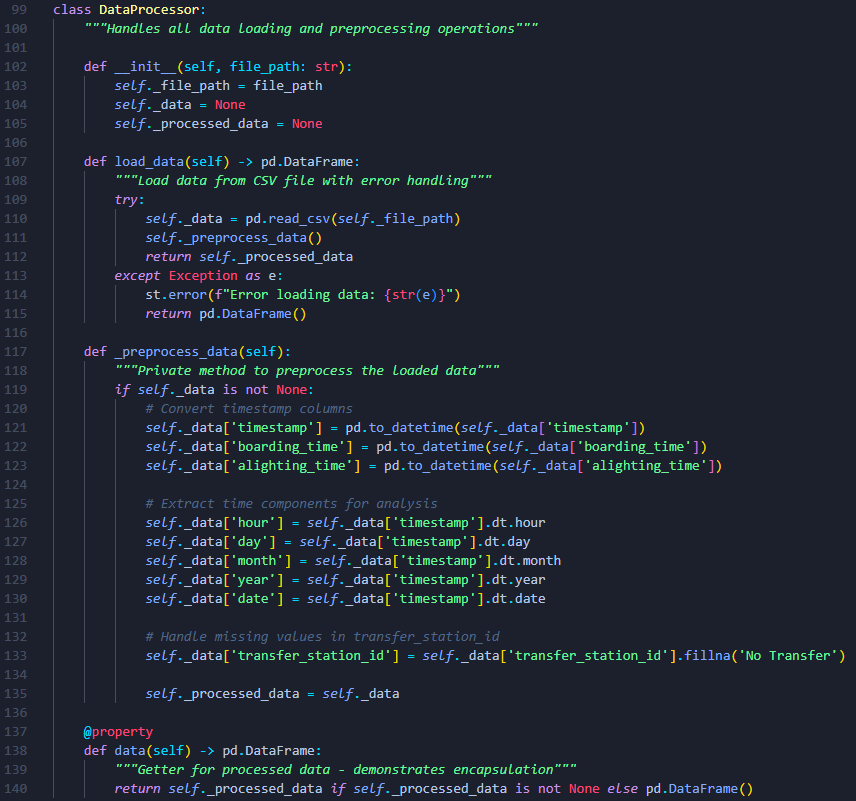 99 class DataProcessor:
100 """Handles all data loading and preprocessing operations"""
101
102 def __init__(self, file_path: str):
103 self._file_path = file_path
104 self._data = None
105 self._processed_data = None
106
107 def load_data(self) -> pd.DataFrame:
108 """Load data from CSV file with error handling"""
109 try:
110 self._data = pd.read_csv(self._file_path)
111 self._preprocess_data()
112 return self._processed_data
113 except Exception as e:
114 st.error(f"Error loading data: {str(e)}")
115 return pd.DataFrame()
116
117 def _preprocess_data(self):
118 """Private method to preprocess the loaded data"""
119 if self._data is not None:
120 # Convert timestamp columns
121 self._data['timestamp'] = pd.to_datetime(self._data['timestamp'])
122 self._data['boarding_time'] = pd.to_datetime(self._data['boarding_time'])
123 self._data['alighting_time'] = pd.to_datetime(self._data['alighting_time'])
124
125 # Extract time components for analysis
126 self._data['hour'] = self._data['timestamp'].dt.hour
127 self._data['day'] = self._data['timestamp'].dt.day
128 self._data['month'] = self._data['timestamp'].dt.month
129 self._data['year'] = self._data['timestamp'].dt.year
130 self._data['date'] = self._data['timestamp'].dt.date
131
132 # Handle missing values in transfer_station_id
133 self._data['transfer_station_id'] = self._data['transfer_station_id'].fillna('No Transfer')
134
135 self._processed_data = self._data
136
137 @property
138 def data(self) -> pd.DataFrame:
139 """Getter for processed data - demonstrates encapsulation"""
140 return self._processed_data if self._processed_data is not None else pd.DataFrame()